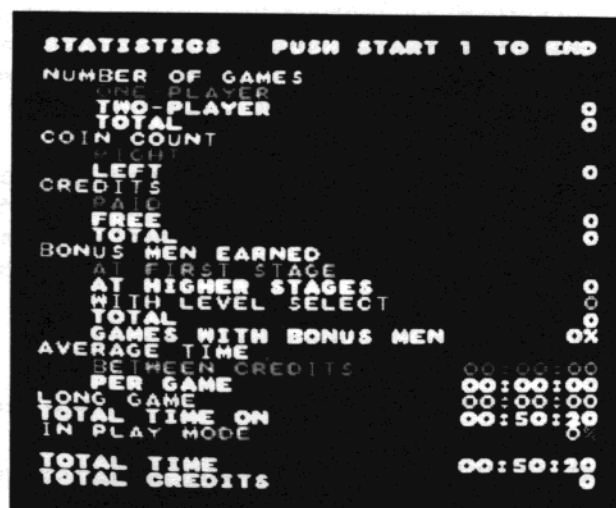 STATISTICS PUSH START 1 TO END
NUMBER OF GAMES
ONE-PLAYER
TWO-PLAYER 0
TOTAL 0
COIN COUNT
RIGHT
LEFT 0
CREDITS
PAID
FREE 0
TOTAL 0
BONUS MEN EARNED
AT FIRST STAGE
AT HIGHER STAGES 0
WITH LEVEL SELECT 0
TOTAL 0
GAMES WITH BONUS MEN 0%
AVERAGE TIME
BETWEEN CREDITS 00:00:00
PER GAME 00:00:00
LONG GAME 00:00:00
TOTAL TIME ON 00:50:20
IN PLAY MODE 0%
TOTAL TIME 00:50:20
TOTAL CREDITS 0